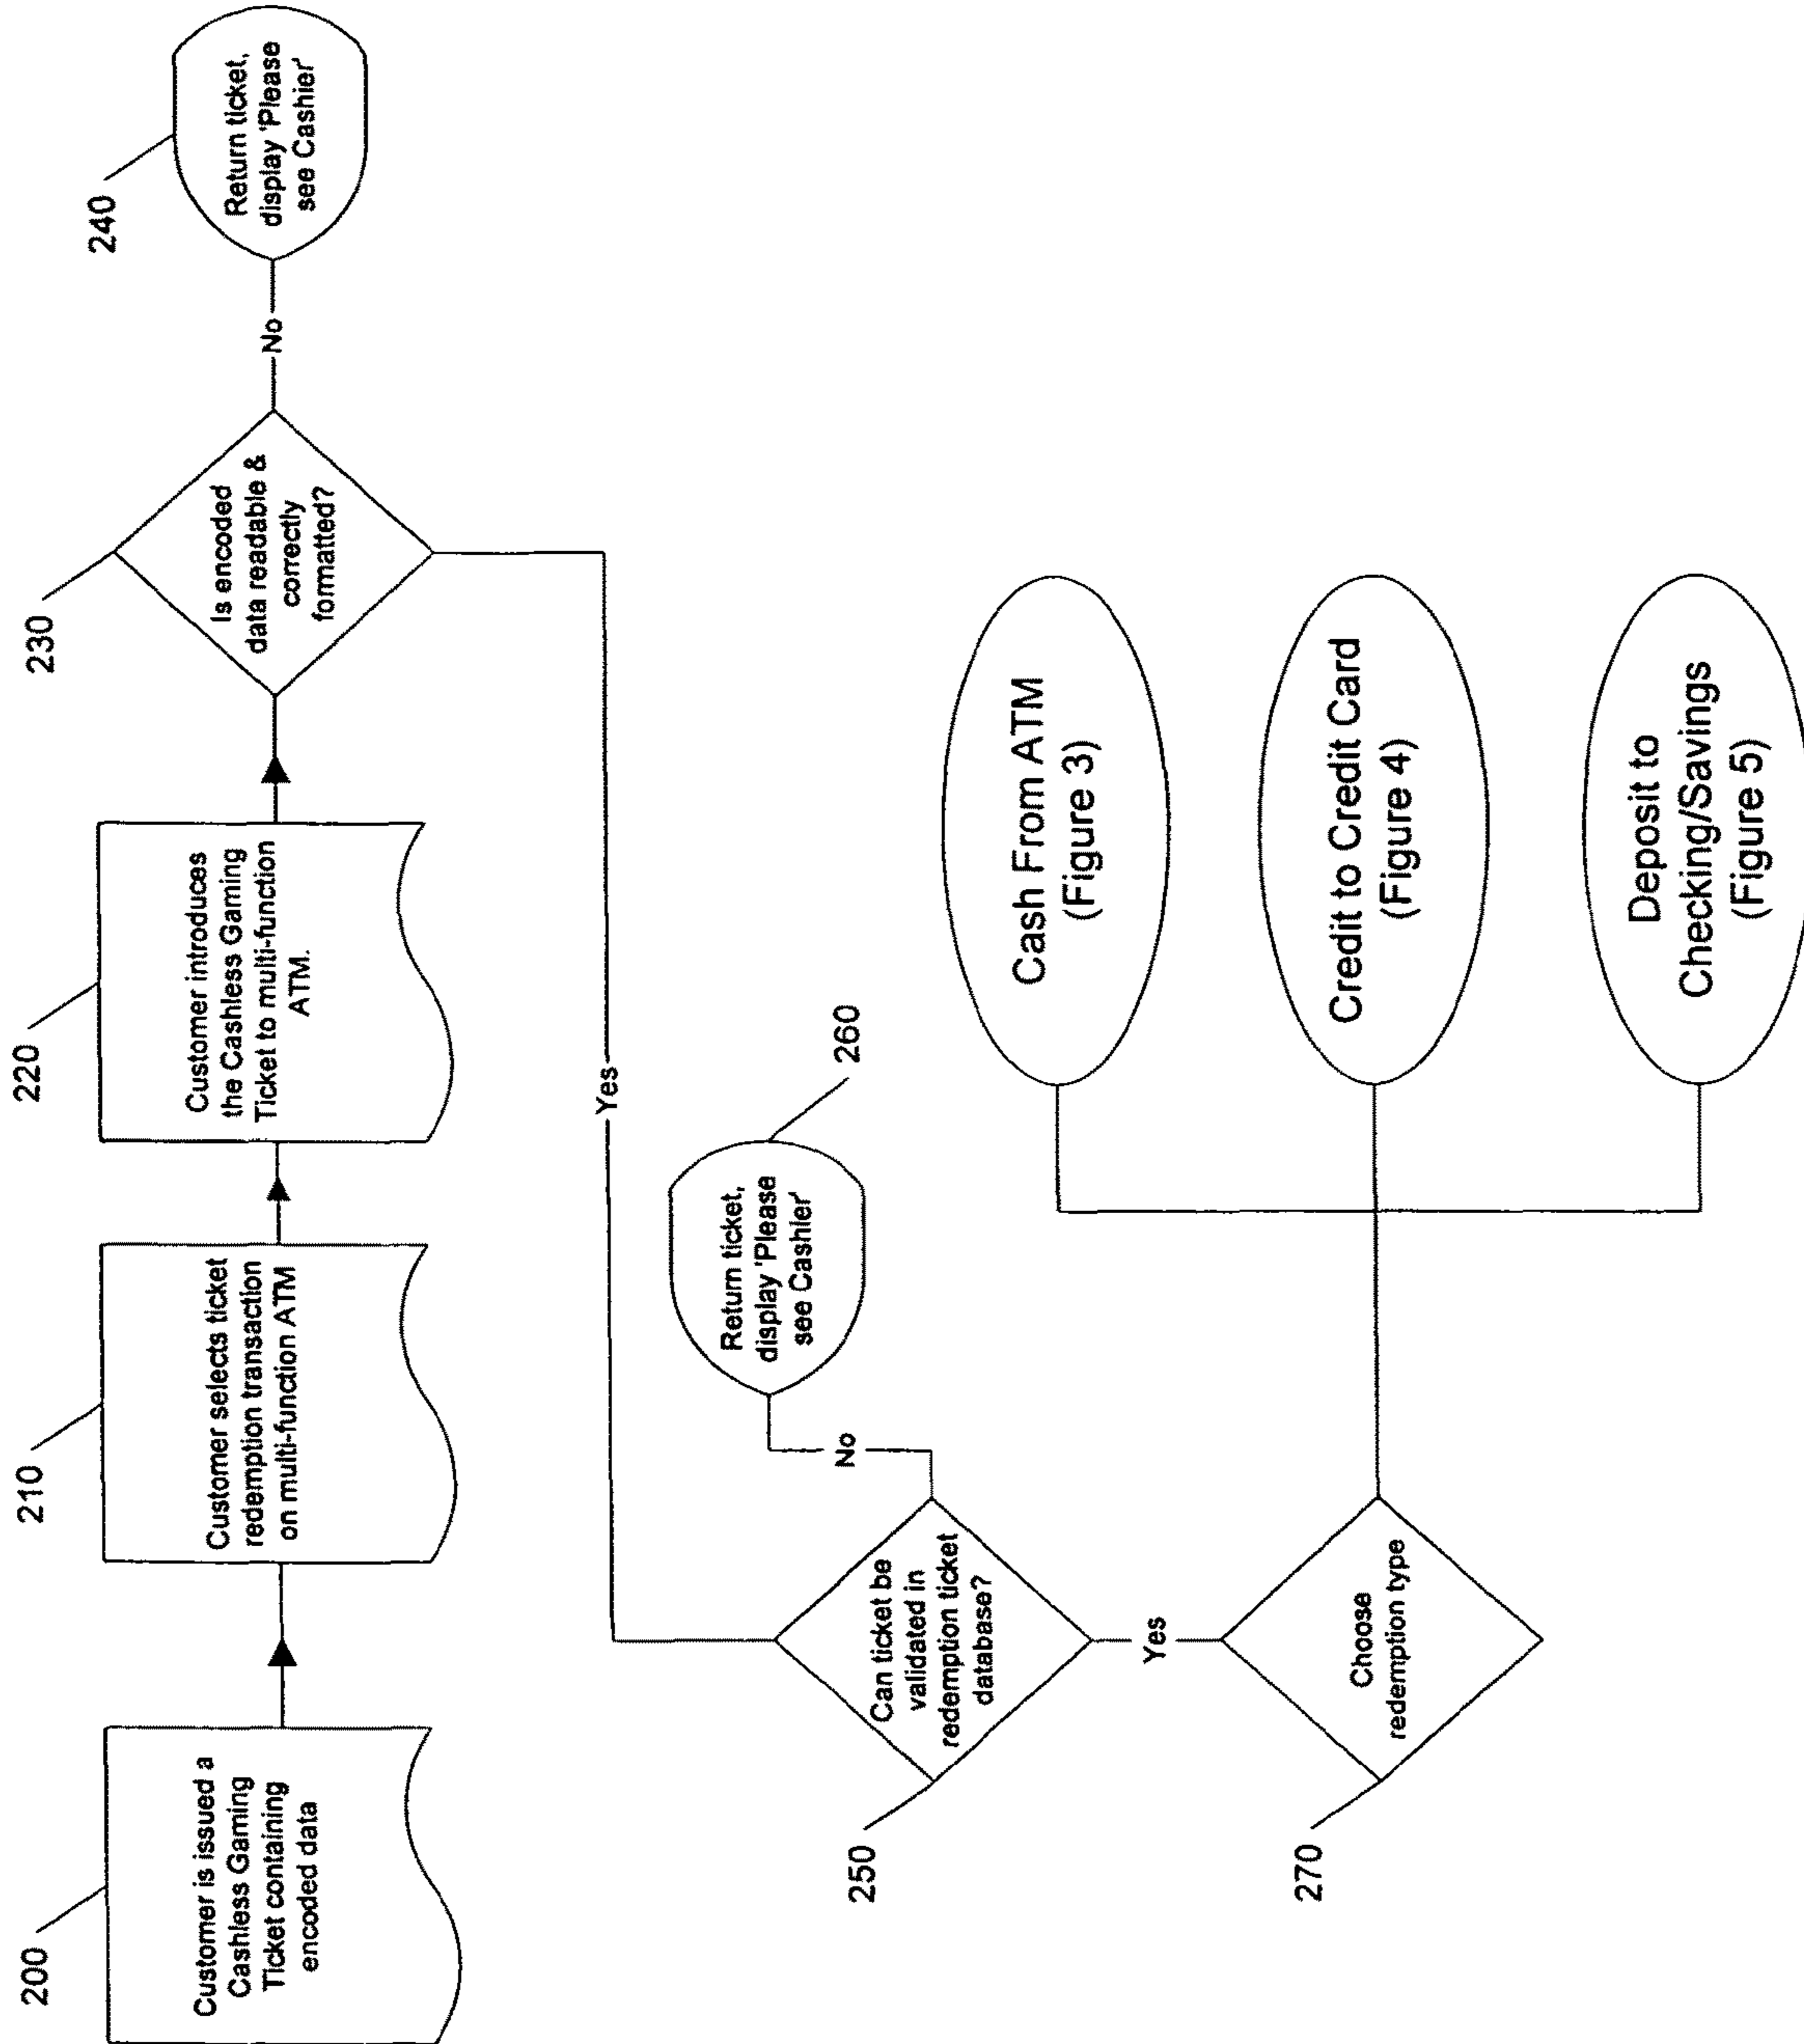 200
Customer is issued a
Cashless Gaming
Ticket containing
encoded data
210
Customer selects ticket
redemption transaction
on multi-function ATM
220
Customer introduces
the Cashless Gaming
Ticket to multi-function
ATM.
230
Is encoded
data readable &
correctly
formatted?
No
240
Return ticket,
display 'Please
see Cashier'
Yes
250
Can ticket be
validated in
redemption ticket
database?
No
260
Return ticket,
display 'Please
see Cashier'
Yes
270
Choose
redemption type
Cash From ATM
(Figure 3)
Credit to Credit Card
(Figure 4)
Deposit to
Checking/Savings
(Figure 5)